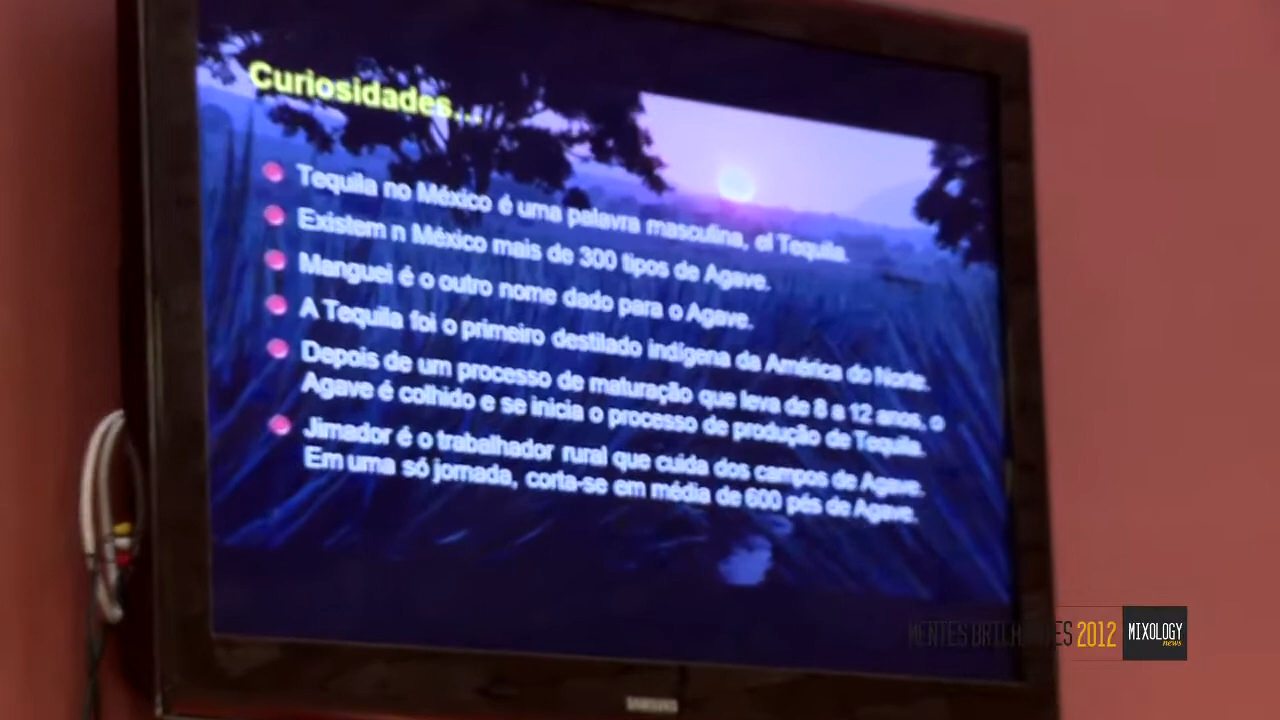 Curiosidades...
Tequila no México é uma palavra masculina, el Tequila.
Existem n México mais de 300 tipos de Agave.
Manguei é o outro nome dado para o Agave.
A Tequila foi o primeiro destilado indígena da América do Norte.
Depois de um processo de maturação que leva de 8 a 12 anos, o
Agave é colhido e se inicia o processo de produção de Tequila.
Jimador é o trabalhador rural que cuida dos campos de Agave.
Em uma só jornada, corta-se em média de 600 pés de Agave.
MENTES BRILHANTES 2012 MIXOLOGY
news
SAMSUNG